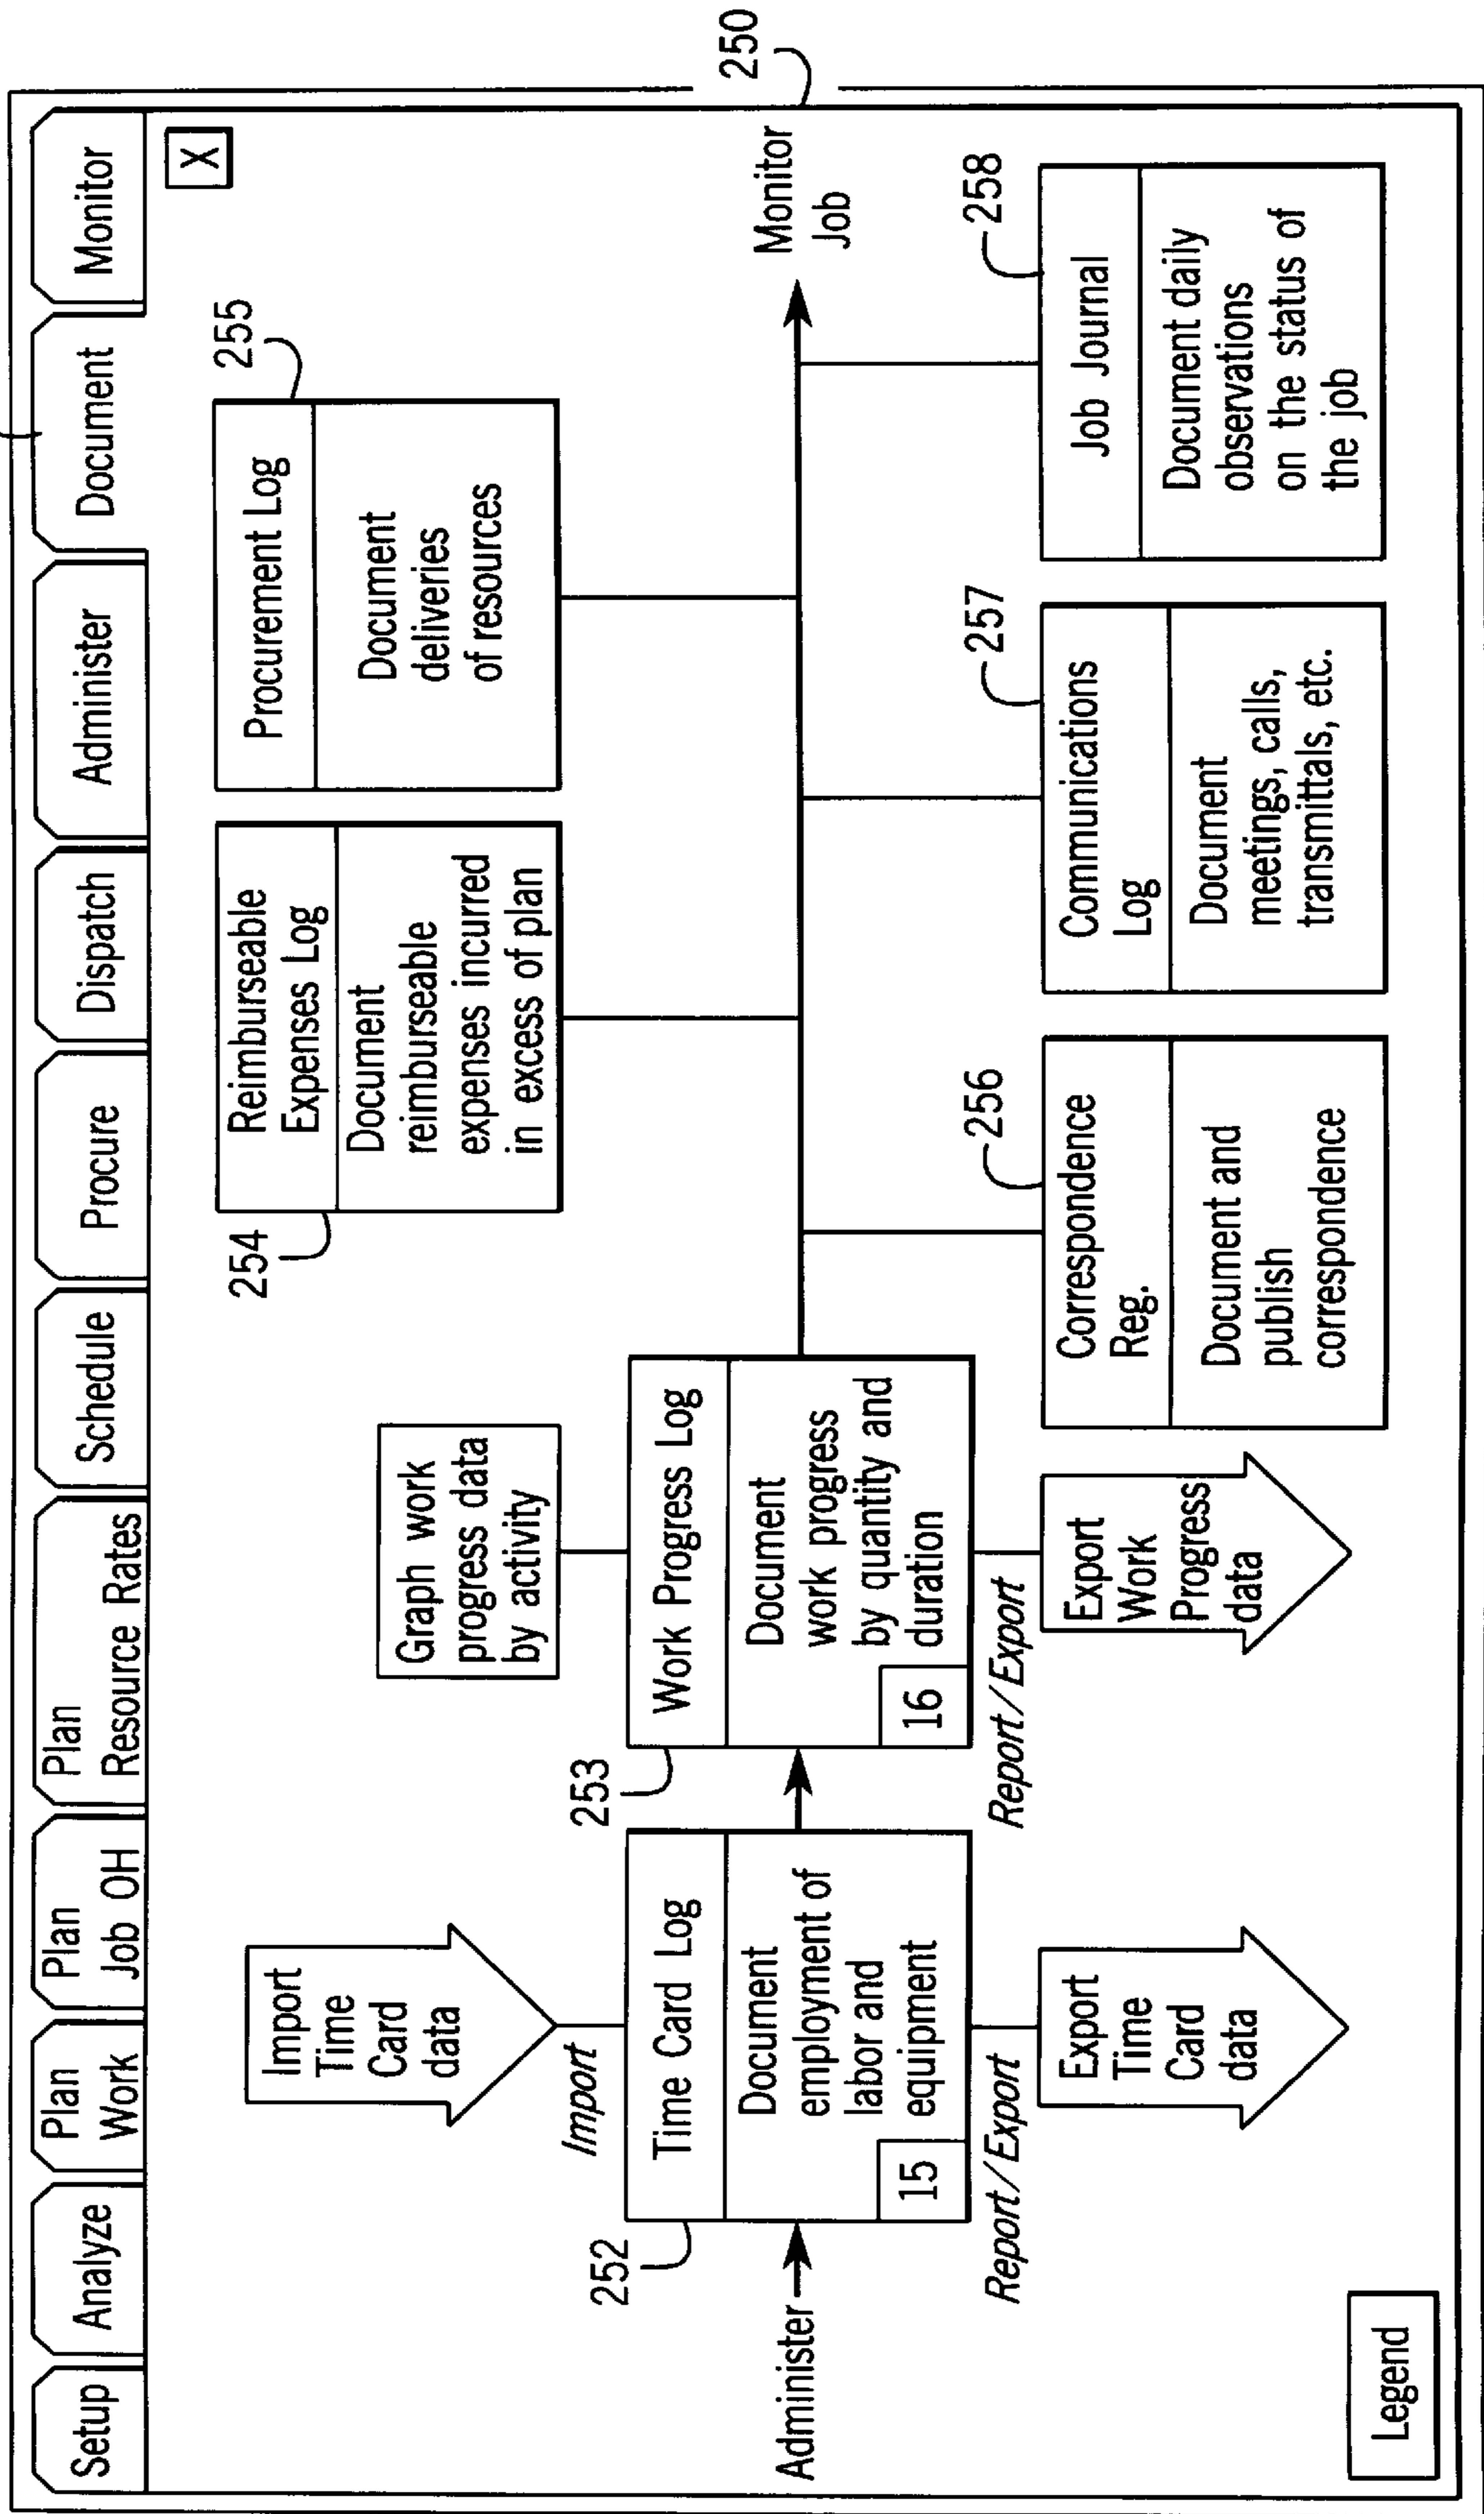 Setup
Analyze
Plan
Work
Plan
Job OH
Plan
Resource Rates
Schedule
Procure
Dispatch
Administer
Document
Monitor
X
Import
Time
Card
data
Import
252
Time Card Log
Document
employment of
labor and
equipment
15
Administer
Report/Export
Export
Time
Card
data
Graph work
progress data
by activity
253
Work Progress Log
Document
work progress
by quantity and
duration
16
Report/Export
Export
Work
Progress
data
254
Reimburseable
Expenses Log
Document
reimburseable
expenses incurred
in excess of plan
255
Procurement Log
Document
deliveries
of resources
Monitor
Job
250
256
Correspondence
Reg.
Document and
publish
correspondence
257
Communications
Log
Document
meetings, calls,
transmittals, etc.
258
Job Journal
Document daily
observations
on the status of
the job
Legend